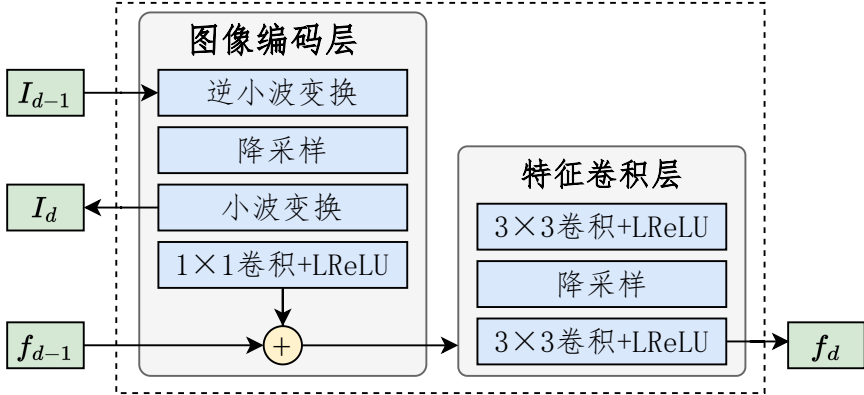 图像编码层
I_{d-1}
逆小波变换
降采样
I_d
小波变换
1×1卷积+LReLU
f_{d-1}
+
特征卷积层
3×3卷积+LReLU
降采样
3×3卷积+LReLU
f_d